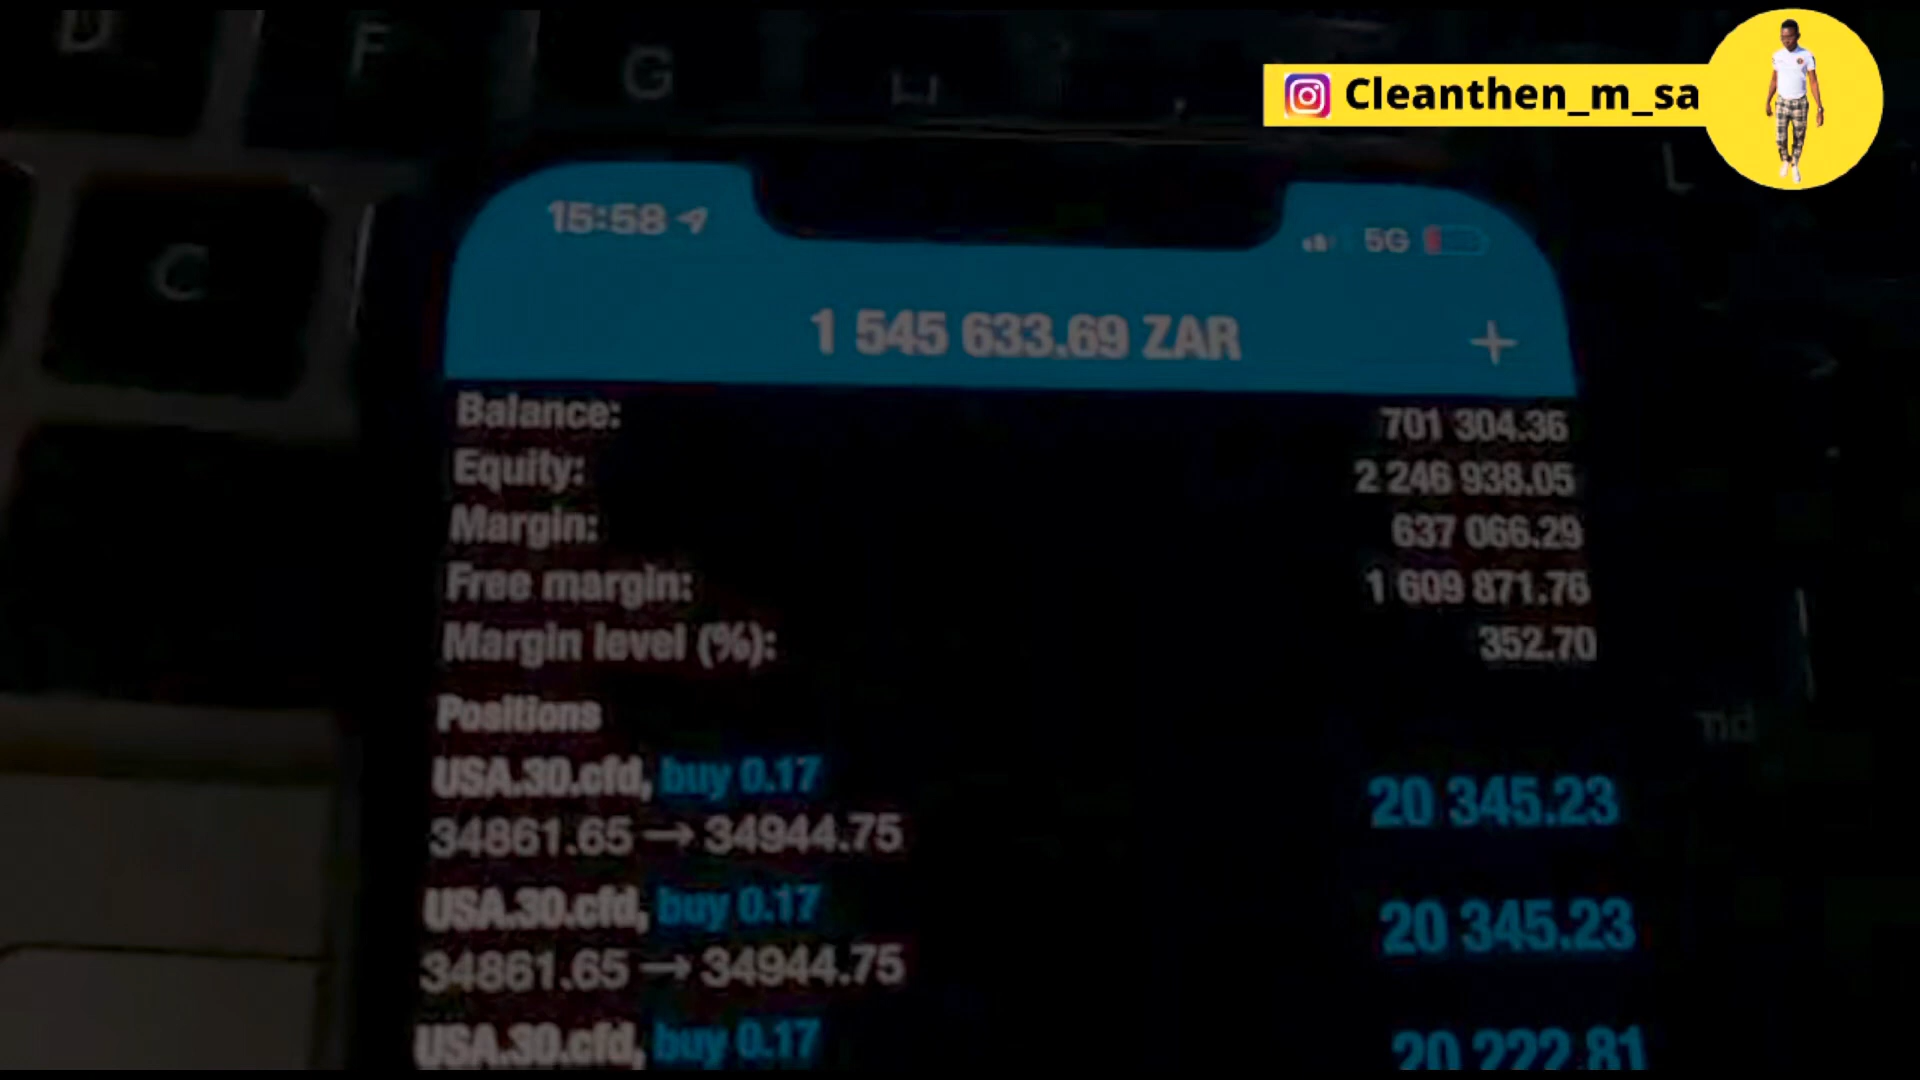 D F G
Cleanthen_m_sa
L
C
15:58 5G
1 545 633.69 ZAR +
Balance: 701 304.36
Equity: 2 246 938.05
Margin: 637 066.29
Free margin: 1 609 871.76
Margin level (%): 352.70
Positions
USA.30.cfd, buy 0.17 20 345.23
34861.65 → 34944.75
USA.30.cfd, buy 0.17 20 345.23
34861.65 → 34944.75
USA.30.cfd, buy 0.17 20 222.81